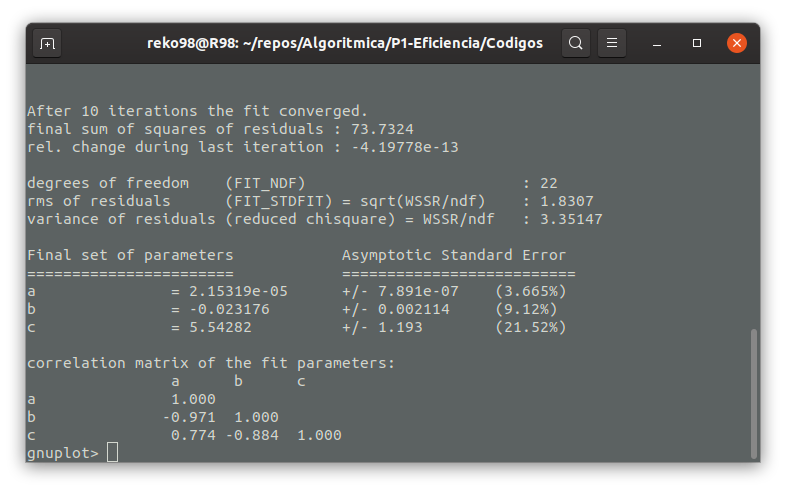 reko98@R98: ~/repos/Algoritmica/P1-Eficiencia/Codigos
After 10 iterations the fit converged.
final sum of squares of residuals : 73.7324
rel. change during last iteration : -4.19778e-13
degrees of freedom    (FIT_NDF)                        : 22
rms of residuals      (FIT_STDFIT) = sqrt(WSSR/ndf)    : 1.8307
variance of residuals (reduced chisquare) = WSSR/ndf   : 3.35147
Final set of parameters            Asymptotic Standard Error
=======================            ==========================
a               = 2.15319e-05      +/- 7.891e-07    (3.665%)
b               = -0.023176        +/- 0.002114     (9.12%)
c               = 5.54282          +/- 1.193        (21.52%)
correlation matrix of the fit parameters:
                a      b      c
a               1.000
b              -0.971  1.000
c               0.774 -0.884  1.000
gnuplot>